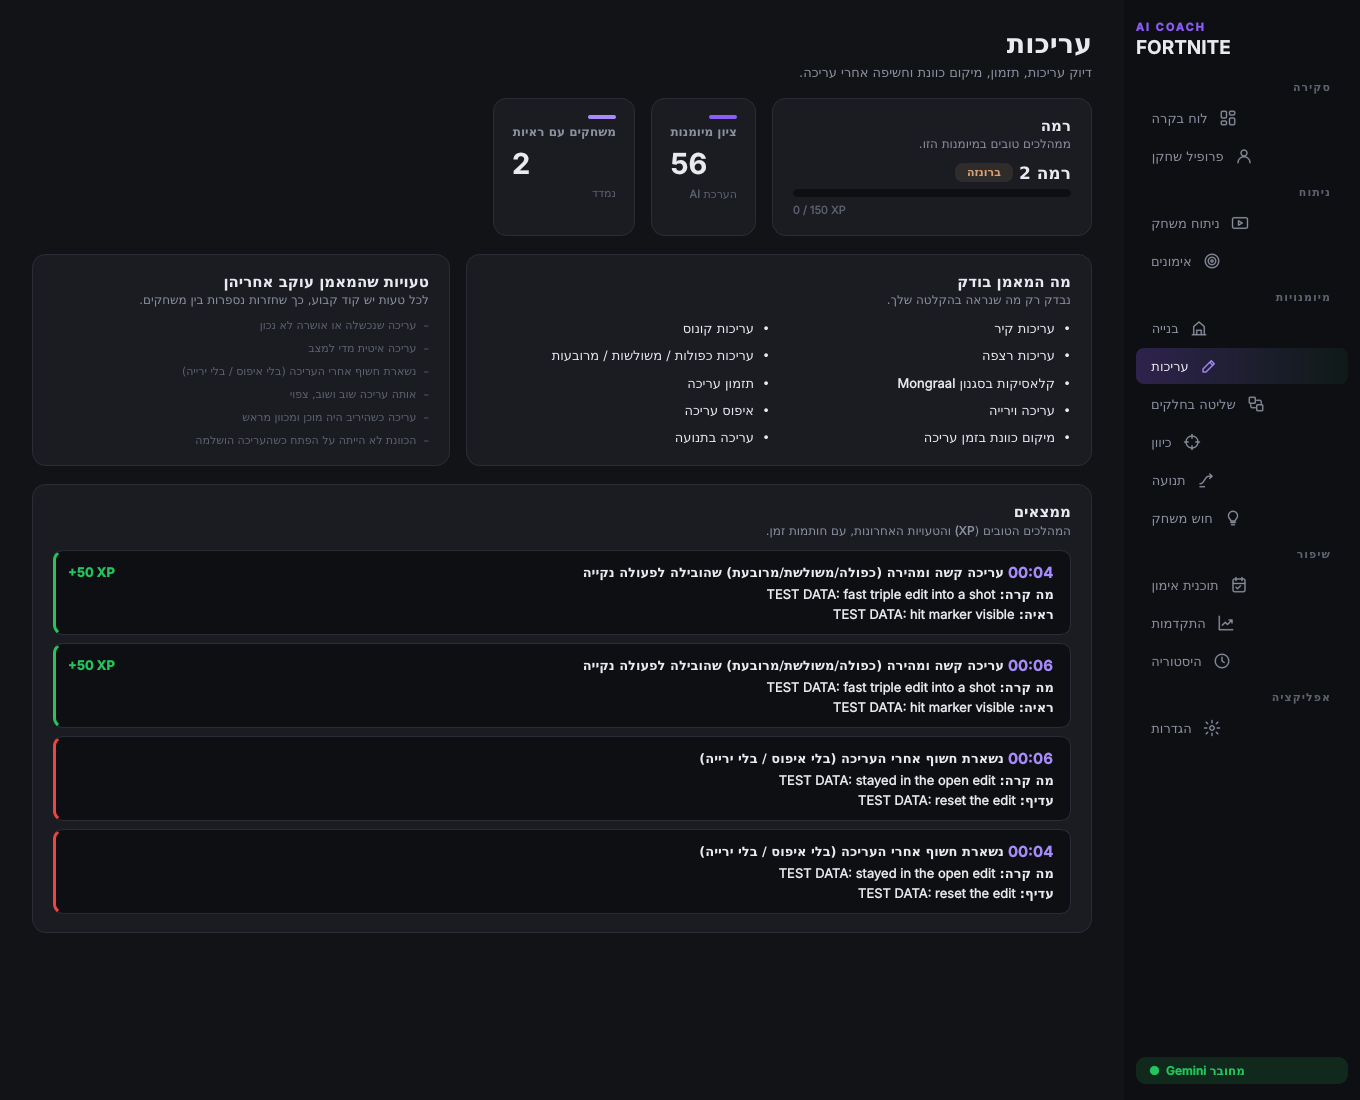 AI COACH
FORTNITE
סקירה
לוח בקרה
פרופיל שחקן
ניתוח
ניתוח משחק
אימונים
מיומנויות
בנייה
עריכות
שליטה בחלקים
כיוון
תנועה
חוש משחק
שיפור
תוכנית אימון
התקדמות
היסטוריה
אפליקציה
הגדרות
Gemini מחובר
עריכות
דיוק עריכות, תזמון, מיקום כוונת וחשיפה אחרי עריכה.
רמה
ממהלכים טובים במיומנות הזו.
רמה 2 ברונזה
0 / 150 XP
ציון מיומנות
56
הערכת AI
משחקים עם ראיות
2
נמדד
מה המאמן בודק
נבדק רק מה שנראה בהקלטה שלך.
• עריכות קיר
• עריכות קונוס
• עריכות רצפה
• עריכות כפולות / משולשות / מרובעות
• קלאסיקות בסגנון Mongraal
• תזמון עריכה
• עריכה וירייה
• איפוס עריכה
• מיקום כוונת בזמן עריכה
• עריכה בתנועה
טעויות שהמאמן עוקב אחריהן
לכל טעות יש קוד קבוע, כך שחזרות נספרות בין משחקים.
- עריכה שנכשלה או אושרה לא נכון
- עריכה איטית מדי למצב
- נשארת חשוף אחרי העריכה (בלי איפוס / בלי ירייה)
- אותה עריכה שוב ושוב, צפוי
- עריכה כשהיריב היה מוכן ומכוון מראש
- הכוונת לא הייתה על הפתח כשהעריכה הושלמה
ממצאים
המהלכים הטובים (XP) והטעויות האחרונות, עם חותמות זמן.
00:04 עריכה קשה ומהירה (כפולה/משולשת/מרובעת) שהובילה לפעולה נקייה
+50 XP
מה קרה: TEST DATA: fast triple edit into a shot
ראיה: TEST DATA: hit marker visible
00:06 עריכה קשה ומהירה (כפולה/משולשת/מרובעת) שהובילה לפעולה נקייה
+50 XP
מה קרה: TEST DATA: fast triple edit into a shot
ראיה: TEST DATA: hit marker visible
00:06 נשארת חשוף אחרי העריכה (בלי איפוס / בלי ירייה)
מה קרה: TEST DATA: stayed in the open edit
עדיף: TEST DATA: reset the edit
00:04 נשארת חשוף אחרי העריכה (בלי איפוס / בלי ירייה)
מה קרה: TEST DATA: stayed in the open edit
עדיף: TEST DATA: reset the edit